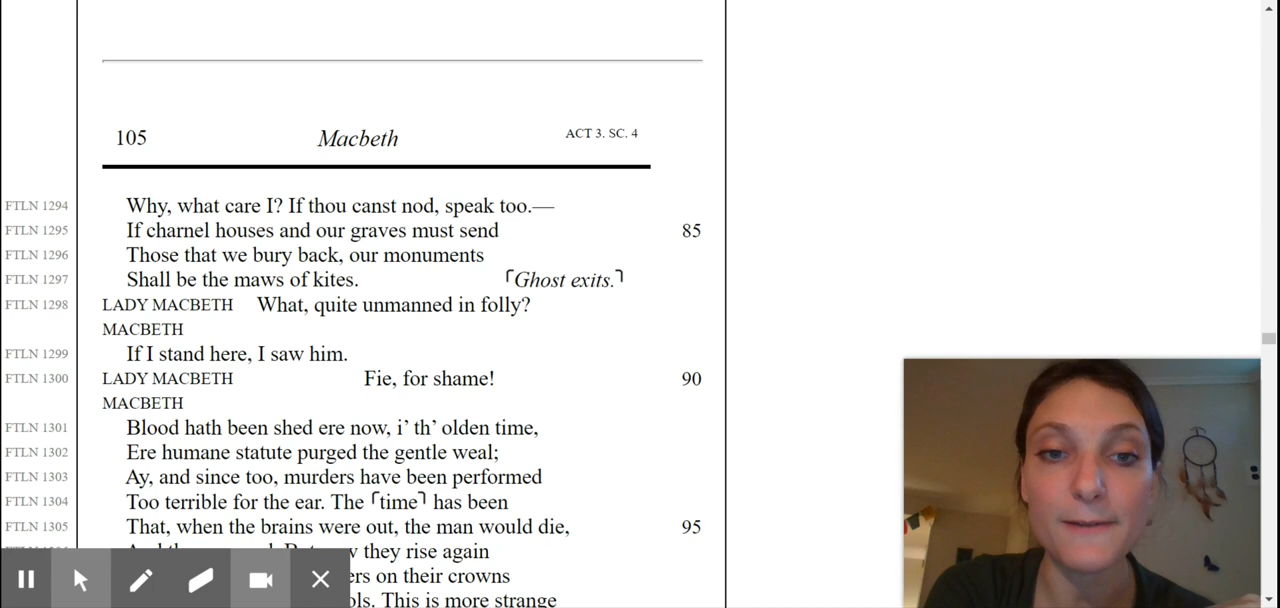 105 Macbeth ACT 3. SC. 4
FTLN 1294 Why, what care I? If thou canst nod, speak too.—
FTLN 1295 If charnel houses and our graves must send 85
FTLN 1296 Those that we bury back, our monuments
FTLN 1297 Shall be the maws of kites. ⌜Ghost exits.⌝
FTLN 1298 LADY MACBETH What, quite unmanned in folly?
MACBETH
FTLN 1299 If I stand here, I saw him.
FTLN 1300 LADY MACBETH Fie, for shame! 90
MACBETH
FTLN 1301 Blood hath been shed ere now, i’ th’ olden time,
FTLN 1302 Ere humane statute purged the gentle weal;
FTLN 1303 Ay, and since too, murders have been performed
FTLN 1304 Too terrible for the ear. The ⌜time⌝ has been
FTLN 1305 That, when the brains were out, the man would die, 95
they rise again
on their crowns
This is more strange